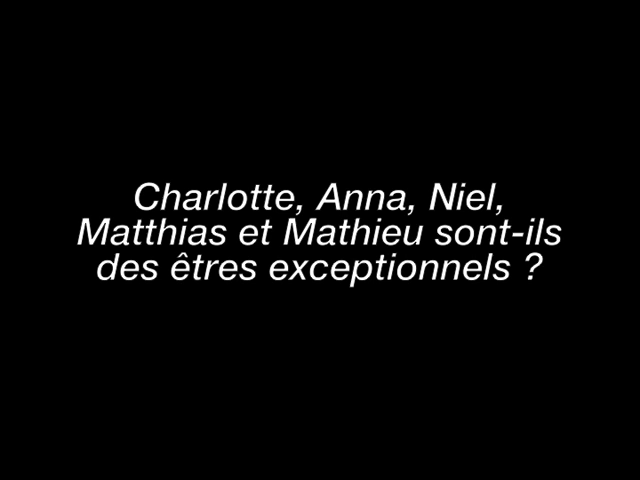 Charlotte, Anna, Niel,
Matthias et Mathieu sont-ils
des êtres exceptionnels ?